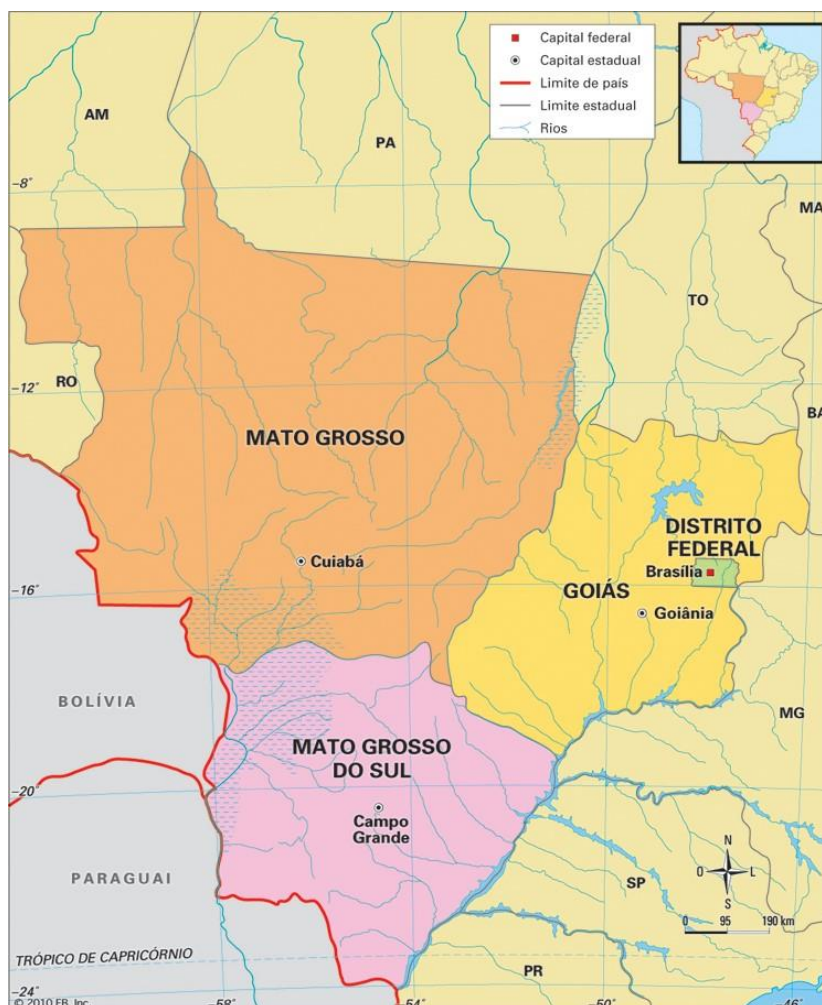 Capital federal
Capital estadual
Limite de país
Limite estadual
Rios
AM
PA
–8°
MA
TO
RO
–12°
BA
MATO GROSSO
DISTRITO
FEDERAL
Cuiabá
Brasília
–16°
GOIÁS
Goiânia
BOLÍVIA
MG
MATO GROSSO
DO SUL
–20°
Campo
Grande
PARAGUAI
N
O
L
S
SP
0 95 190 km
TRÓPICO DE CAPRICÓRNIO
PR
–24°
© 2010 EB, Inc.
–58°
–54°
–50°
–46°